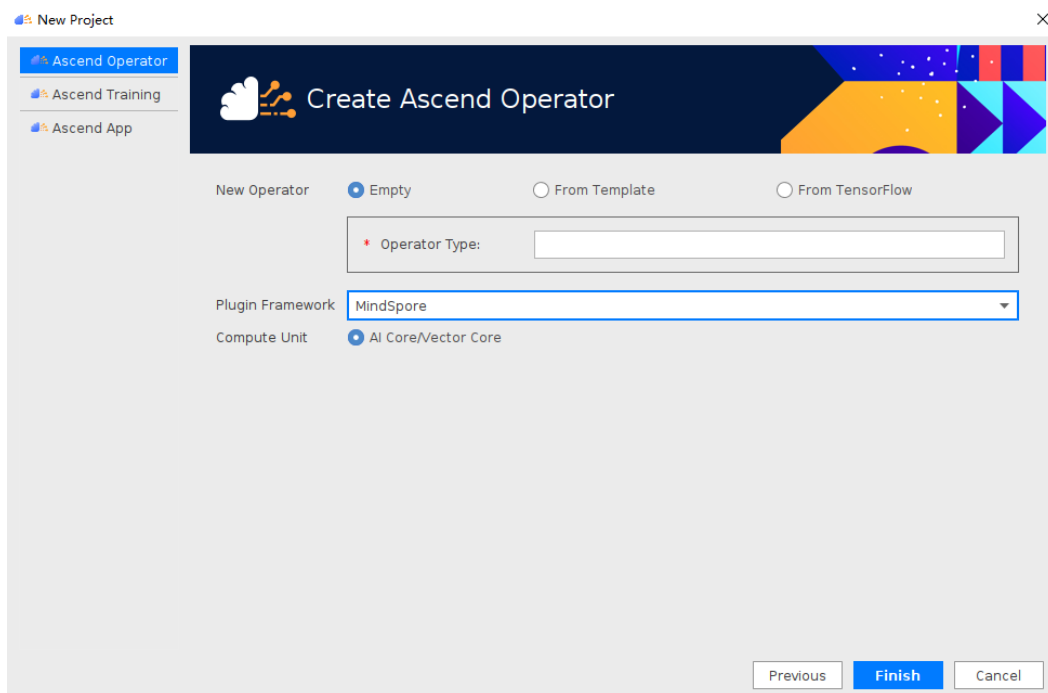 New Project
Ascend Operator
Ascend Training
Ascend App
Create Ascend Operator
New Operator Empty From Template From TensorFlow
* Operator Type:
Plugin Framework MindSpore
Compute Unit AI Core/Vector Core
Previous Finish Cancel